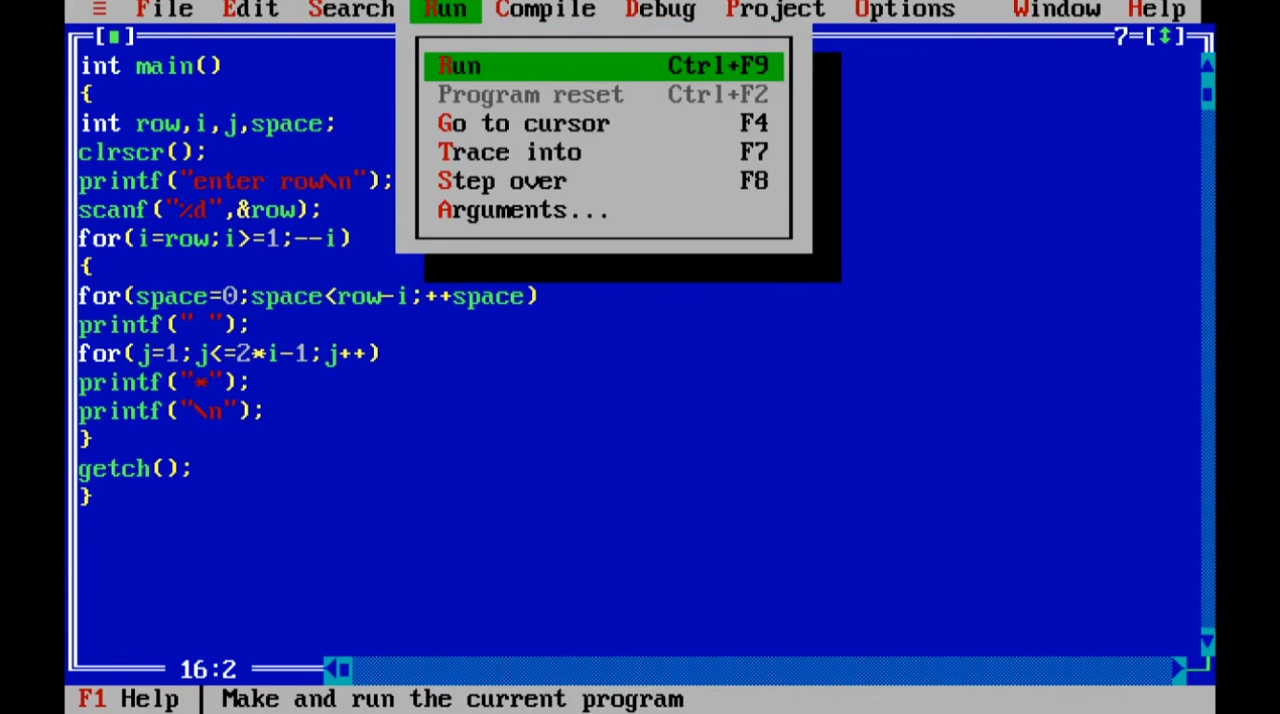 ≡ File Edit Search Run Compile Debug Project Options Window Help
[■] 7=[↕]
Run Ctrl+F9
Program reset Ctrl+F2
Go to cursor F4
Trace into F7
Step over F8
Arguments...
int main()
{
int row,i,j,space;
clrscr();
printf("enter row\n");
scanf("%d",&row);
for(i=row;i>=1;--i)
{
for(space=0;space<row-i;++space)
printf(" ");
for(j=1;j<=2*i-1;j++)
printf("*");
printf("\n");
}
getch();
}
16:2
F1 Help | Make and run the current program